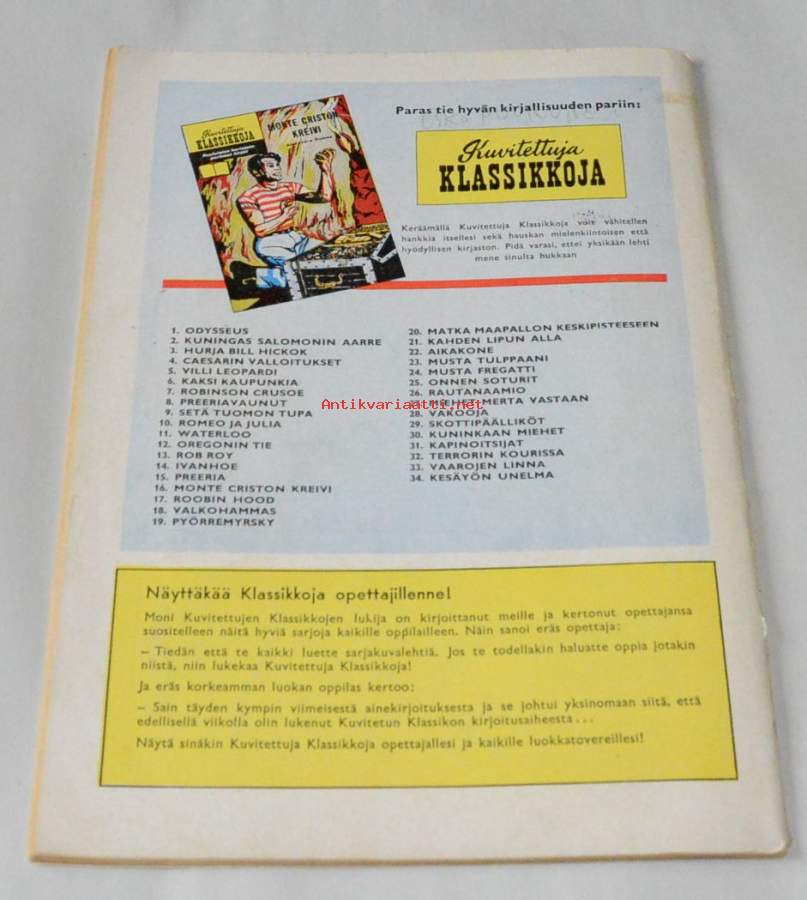 Paras tie hyvän kirjallisuuden pariin:
Kuvitettuja
KLASSIKKOJA
MONTE CRISTON
KREIVI
Kuvitettuja
KLASSIKKOJA
Keräämällä Kuvitettuja Klassikkoja voit vähitellen
hankkia itsellesi sekä hauskan mielenkiintoisen että
hyödyllisen kirjaston. Pidä varasi, ettei yksikään lehti
mene sinulta hukkaan
1. ODYSSEUS
2. KUNINGAS SALOMONIN AARRE
3. HURJA BILL HICKOK
4. CAESARIN VALLOITUKSET
5. VILLI LEOPARDI
6. KAKSI KAUPUNKIA
7. ROBINSON CRUSOE
8. PREERIAVAUNUT
9. SETÄ TUOMON TUPA
10. ROMEO JA JULIA
11. WATERLOO
12. OREGONIN TIE
13. ROB ROY
14. IVANHOE
15. PREERIA
16. MONTE CRISTON KREIVI
17. ROOBIN HOOD
18. VALKOHAMMAS
19. PYÖRREMYRSKY
20. MATKA MAAPALLON KESKIPISTEESEEN
21. KAHDEN LIPUN ALLA
22. AIKAKONE
23. MUSTA TULPPAANI
24. MUSTA FREGATTI
25. ONNEN SOTURIT
26. RAUTANAAMIO
MERTA VASTAAN
28. VAKOOJA
29. SKOTTIPÄÄLLIKÖT
30. KUNINKAAN MIEHET
31. KAPINOITSIJAT
32. TERRORIN KOURISSA
33. VAAROJEN LINNA
34. KESÄYÖN UNELMA
Antikvariaatti.net
Näyttäkää Klassikkoja opettajillenne!
Moni Kuvitettujen Klassikkojen lukija on kirjoittanut meille ja kertonut opettajansa
suositelleen näitä hyviä sarjoja kaikille oppilailleen. Näin sanoi eräs opettaja:
– Tiedän että te kaikki luette sarjakuvalehtiä. Jos te todellakin haluatte oppia jotakin
niistä, niin lukekaa Kuvitettuja Klassikkoja!
Ja eräs korkeamman luokan oppilas kertoo:
– Sain täyden kympin viimeisestä ainekirjoituksesta ja se johtui yksinomaan siitä, että
edellisellä viikolla olin lukenut Kuvitetun Klassikon kirjoitusaiheesta...
Näytä sinäkin Kuvitettuja Klassikkoja opettajallesi ja kaikille luokkatovereillesi!